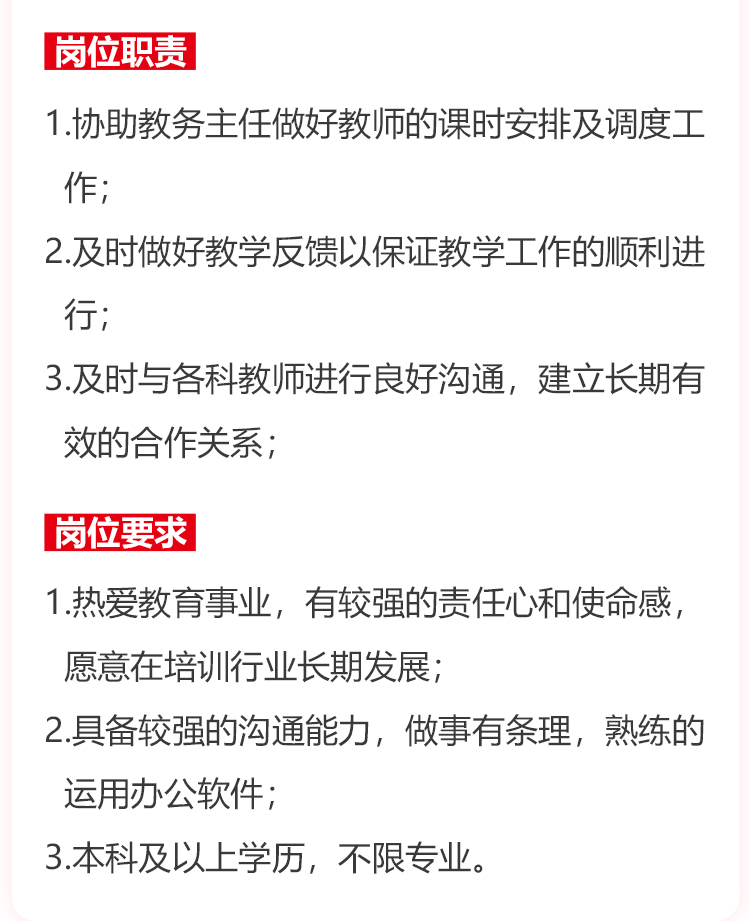 岗位职责
1.协助教务主任做好教师的课时安排及调度工
作；
2.及时做好教学反馈以保证教学工作的顺利进
行；
3.及时与各科教师进行良好沟通，建立长期有
效的合作关系；
岗位要求
1.热爱教育事业，有较强的责任心和使命感，
愿意在培训行业长期发展；
2.具备较强的沟通能力，做事有条理，熟练的
运用办公软件；
3.本科及以上学历，不限专业。